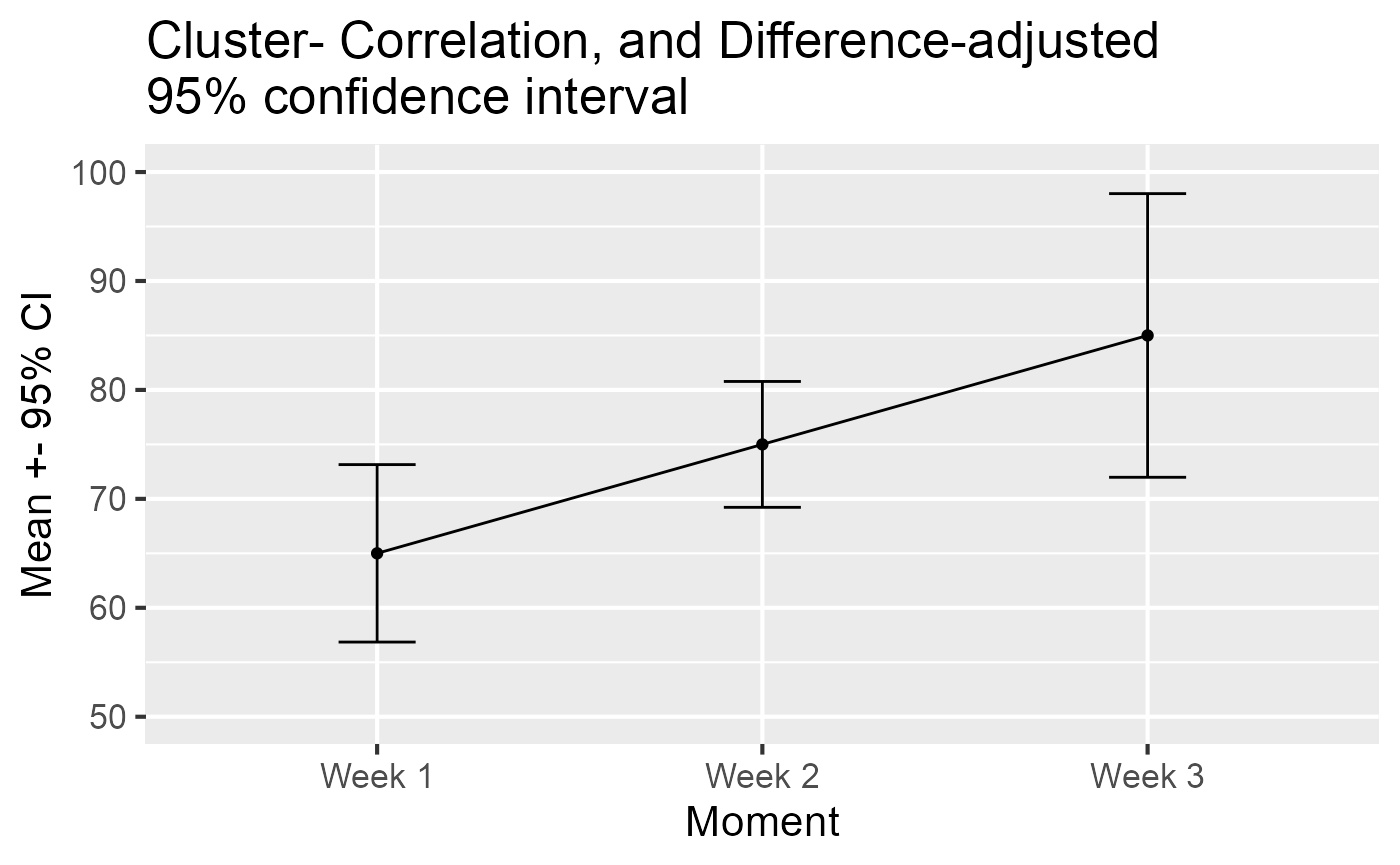 Cluster- Correlation, and Difference-adjusted
95% confidence interval
100
90
80
70
60
50
Mean +- 95% CI
Week 1
Week 2
Week 3
Moment